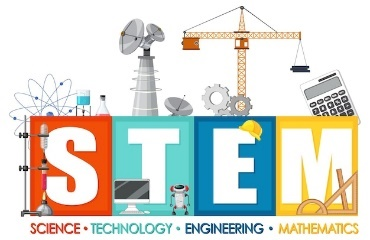 STEM
SCIENCE • TECHNOLOGY • ENGINEERING • MATHEMATICS